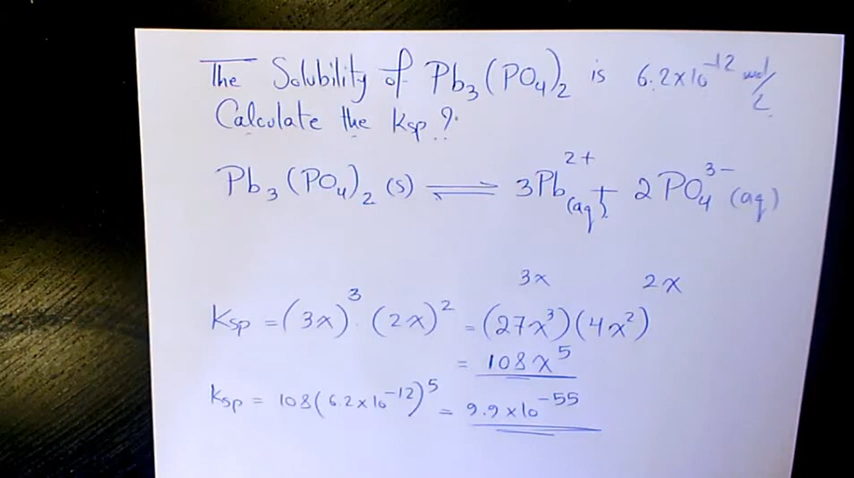 The Solubility of Pb₃(PO₄)₂ is 6.2x10⁻¹² mol/L
Calculate the Ksp ?
Pb₃(PO₄)₂ (s) ⇌ 3Pb²⁺(aq) + 2PO₄³⁻(aq)
3x 2x
Ksp = (3x)³ · (2x)² = (27x³)(4x²)
= 108x⁵
Ksp = 108(6.2x10⁻¹²)⁵ = 9.9x10⁻⁵⁵